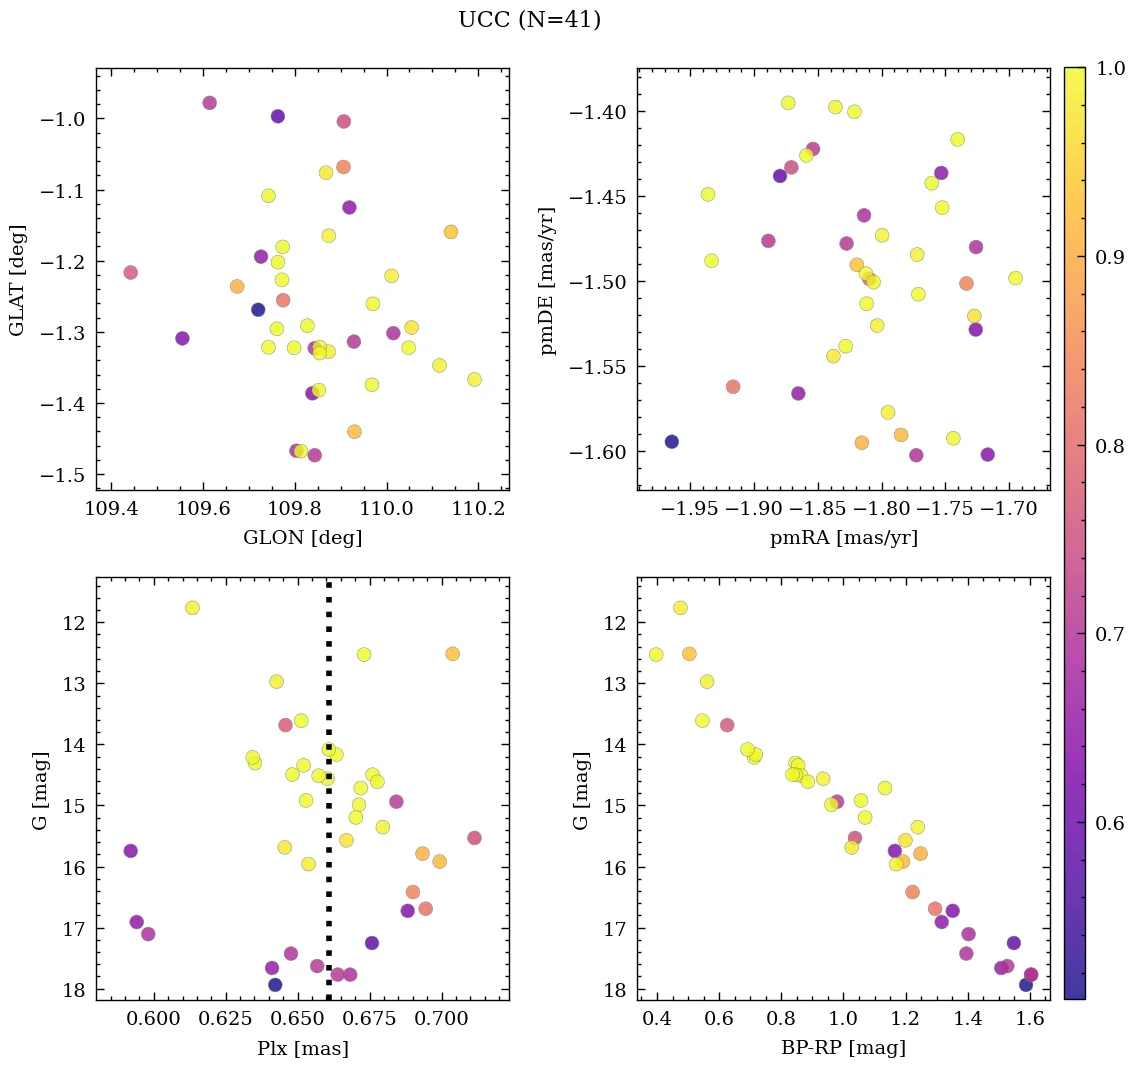 UCC (N=41)
−1.0
−1.1
−1.2
−1.3
−1.4
−1.5
GLAT [deg]
109.4 109.6 109.8 110.0 110.2
GLON [deg]
−1.40
−1.45
−1.50
−1.55
−1.60
pmDE [mas/yr]
−1.95 −1.90 −1.85 −1.80 −1.75 −1.70
pmRA [mas/yr]
1.0
0.9
0.8
0.7
0.6
12
13
14
15
16
17
18
G [mag]
0.600 0.625 0.650 0.675 0.700
Plx [mas]
12
13
14
15
16
17
18
G [mag]
0.4 0.6 0.8 1.0 1.2 1.4 1.6
BP-RP [mag]